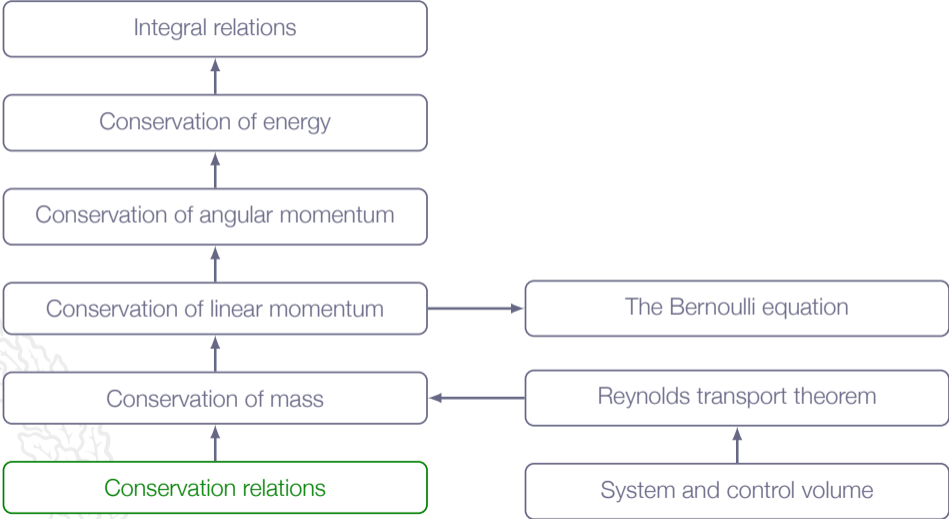 Integral relations
Conservation of energy
Conservation of angular momentum
Conservation of linear momentum
The Bernoulli equation
Conservation of mass
Reynolds transport theorem
Conservation relations
System and control volume